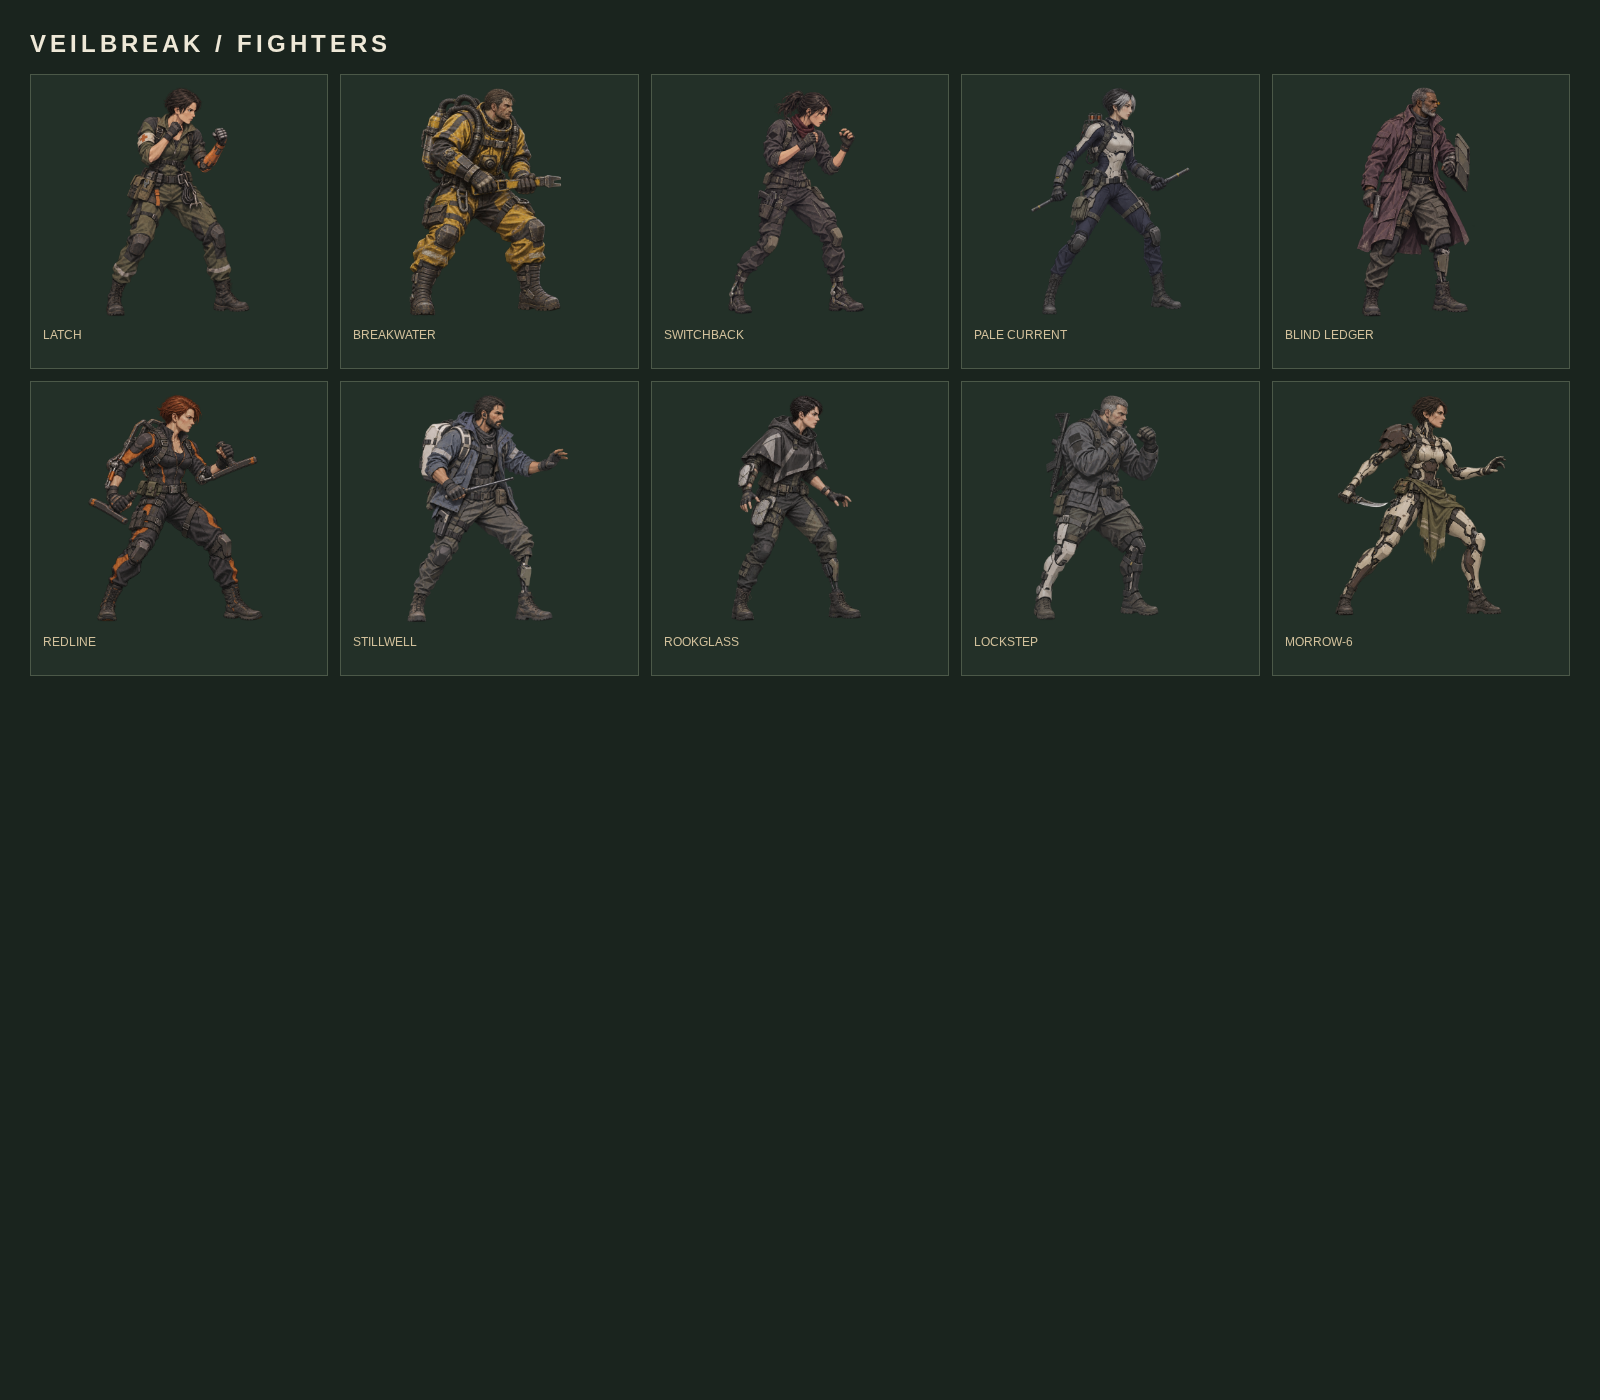 VEILBREAK / FIGHTERS
LATCH
BREAKWATER
SWITCHBACK
PALE CURRENT
BLIND LEDGER
REDLINE
STILLWELL
ROOKGLASS
LOCKSTEP
MORROW-6